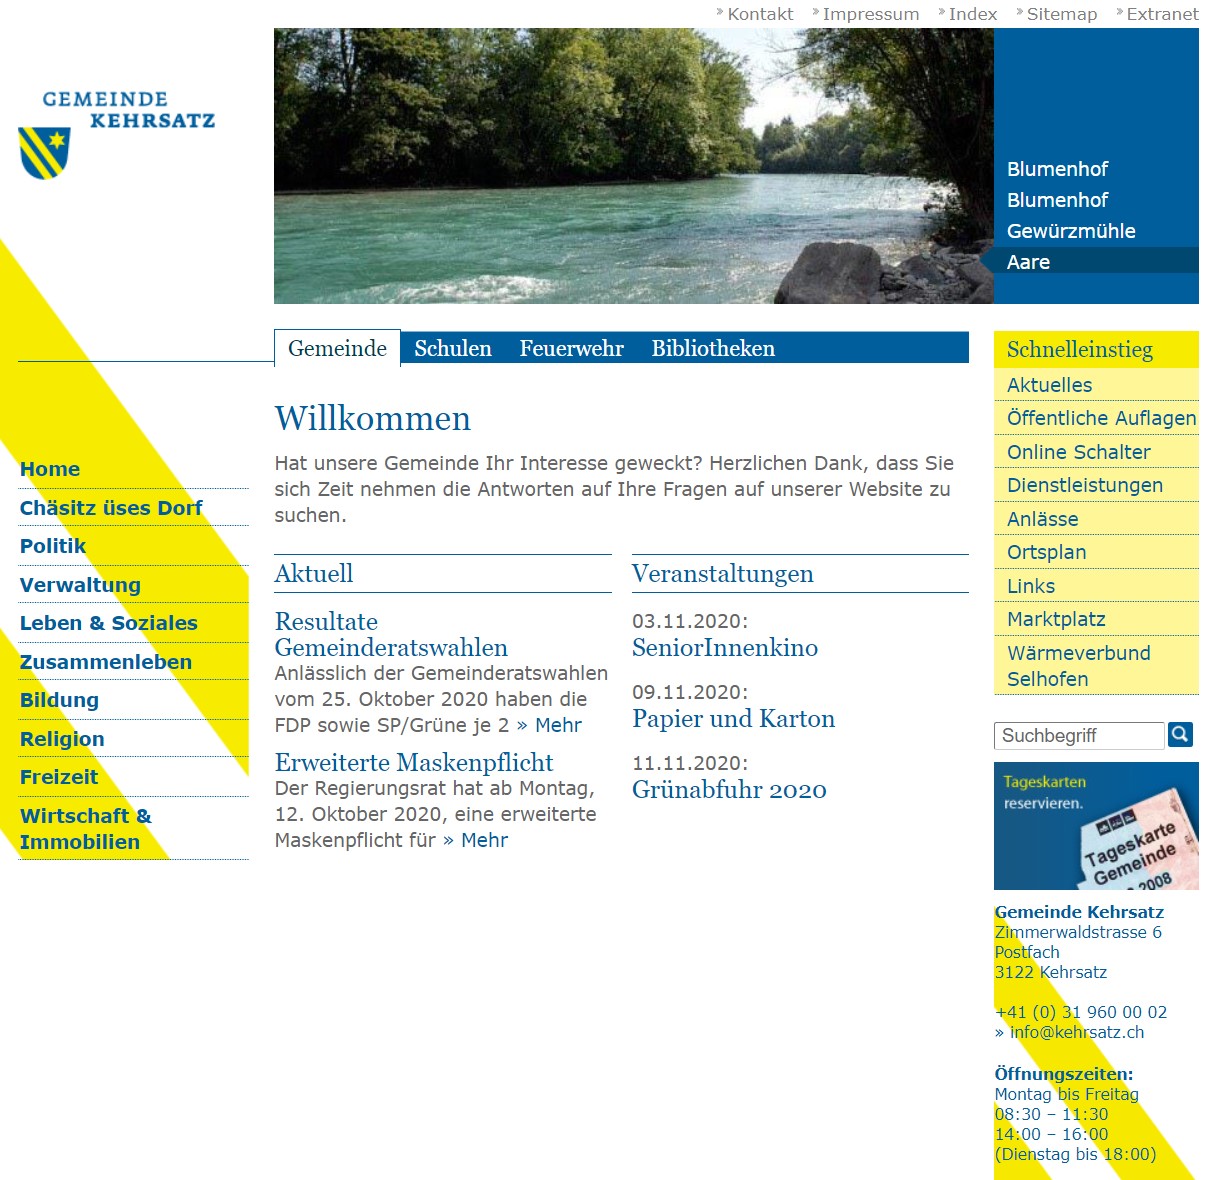 Kontakt Impressum Index Sitemap Extranet
GEMEINDE
KEHRSATZ
Blumenhof
Blumenhof
Gewürzmühle
Aare
Gemeinde Schulen Feuerwehr Bibliotheken
Home
Chäsitz üses Dorf
Politik
Verwaltung
Leben & Soziales
Zusammenleben
Bildung
Religion
Freizeit
Wirtschaft &
Immobilien
Willkommen
Hat unsere Gemeinde Ihr Interesse geweckt? Herzlichen Dank, dass Sie
sich Zeit nehmen die Antworten auf Ihre Fragen auf unserer Website zu
suchen.
Aktuell
Resultate
Gemeinderatswahlen
Anlässlich der Gemeinderatswahlen
vom 25. Oktober 2020 haben die
FDP sowie SP/Grüne je 2 » Mehr
Erweiterte Maskenpflicht
Der Regierungsrat hat ab Montag,
12. Oktober 2020, eine erweiterte
Maskenpflicht für » Mehr
Veranstaltungen
03.11.2020:
SeniorInnenkino
09.11.2020:
Papier und Karton
11.11.2020:
Grünabfuhr 2020
Schnelleinstieg
Aktuelles
Öffentliche Auflagen
Online Schalter
Dienstleistungen
Anlässe
Ortsplan
Links
Marktplatz
Wärmeverbund
Selhofen
Suchbegriff
Tageskarten
reservieren.
Tageskarte
Gemeinde
2008
Gemeinde Kehrsatz
Zimmerwaldstrasse 6
Postfach
3122 Kehrsatz
+41 (0) 31 960 00 02
» info@kehrsatz.ch
Öffnungszeiten:
Montag bis Freitag
08:30 – 11:30
14:00 – 16:00
(Dienstag bis 18:00)